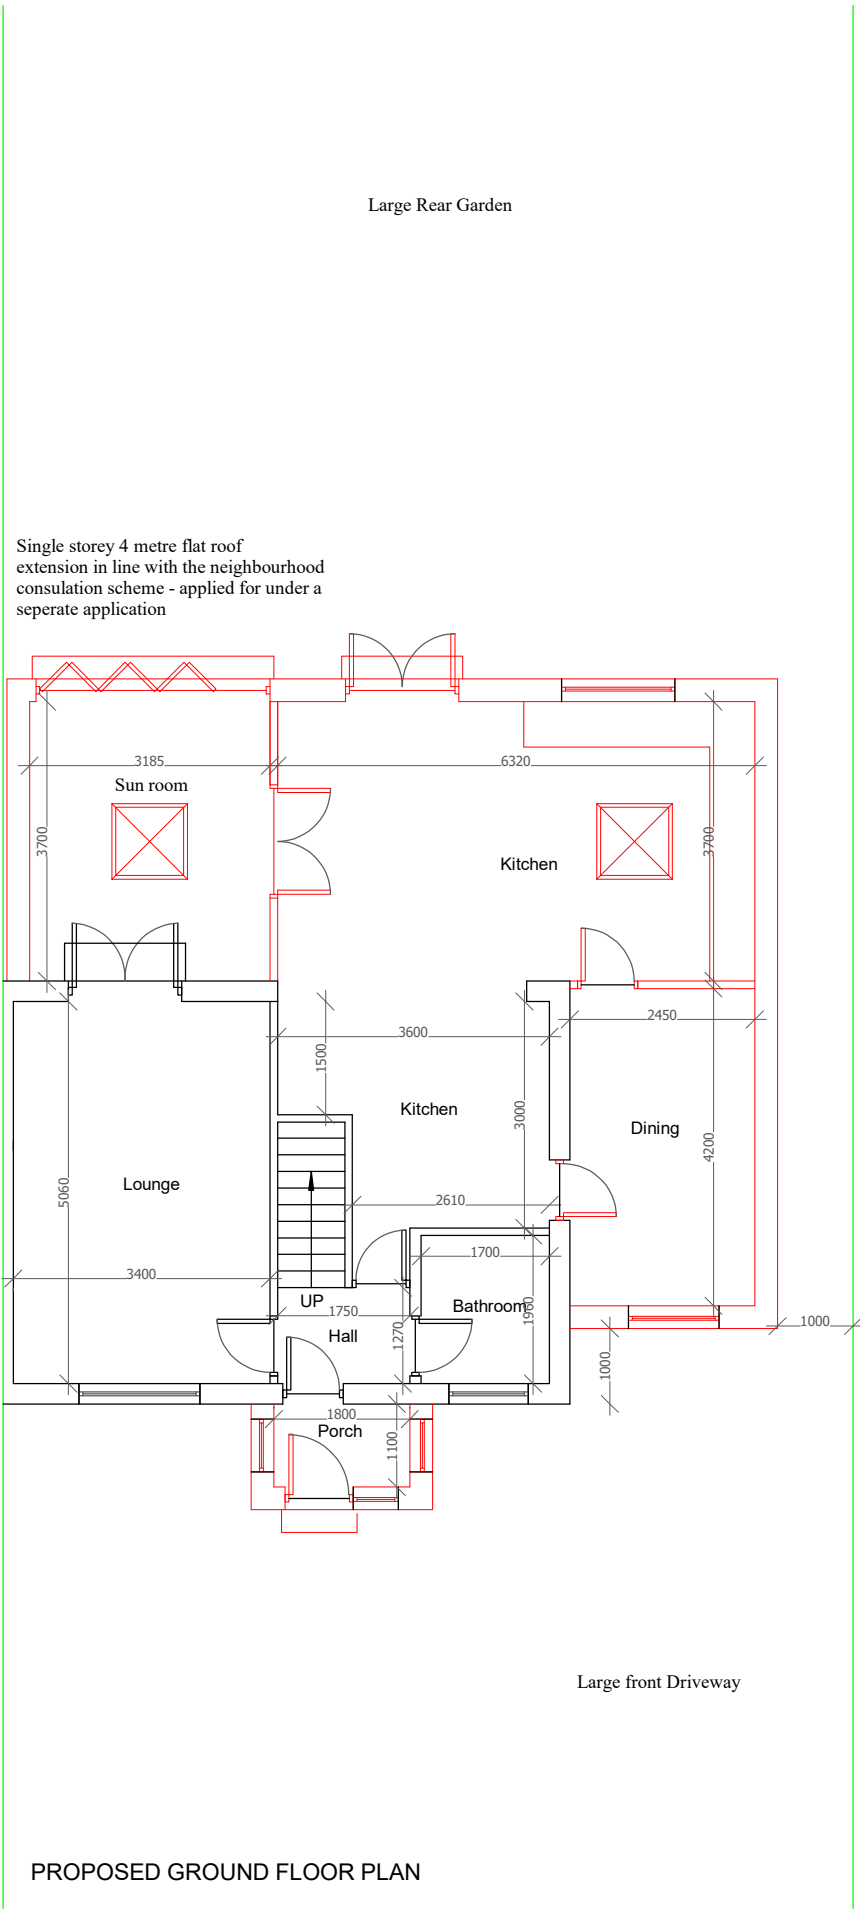 Large Rear Garden
Single storey 4 metre flat roof
extension in line with the neighbourhood
consulation scheme - applied for under a
seperate application
3185
6320
Sun room
3700
Kitchen
3700
2450
3600
1500
Kitchen
3000
Dining
4200
Lounge
5060
2610
1700
3400
UP
1750
Bathroom
1960
Hall
1270
1000
1000
1800
Porch
1100
Large front Driveway
PROPOSED GROUND FLOOR PLAN